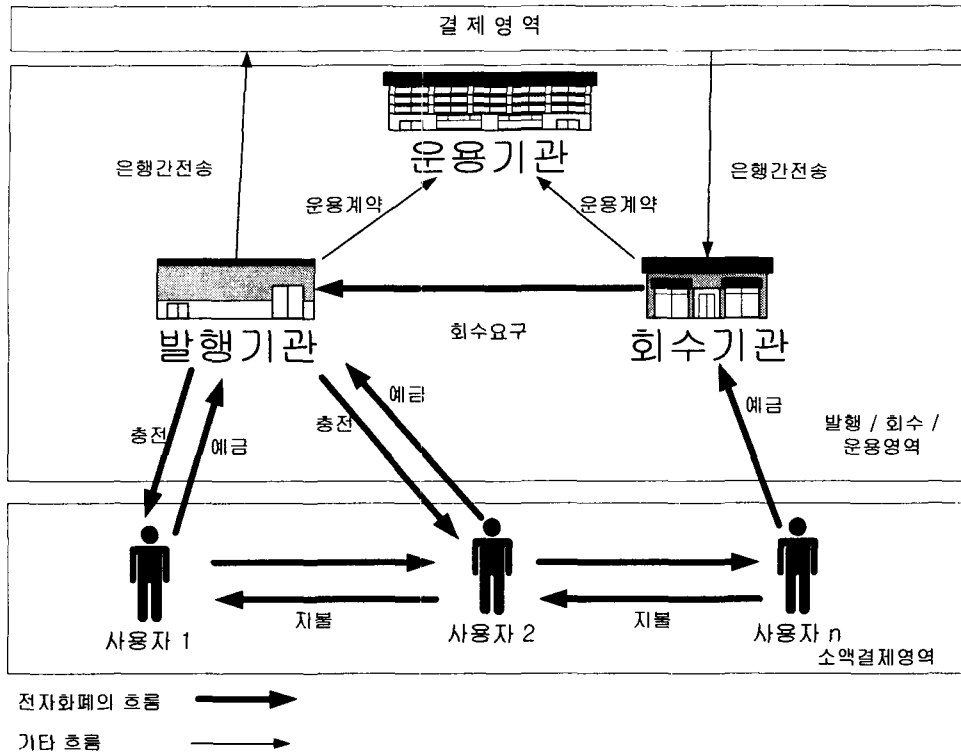 결 제 영 역
운용기관
은행간전송
은행간전송
운용계약
운용계약
회수요구
발행기관
회수기관
예금
예금
충전
예금
충전
발행 / 회수 /
운용영역
지불
지불
사용자 1
사용자 2
사용자 n
소액결제영역
전자화폐의 흐름
기타 흐름